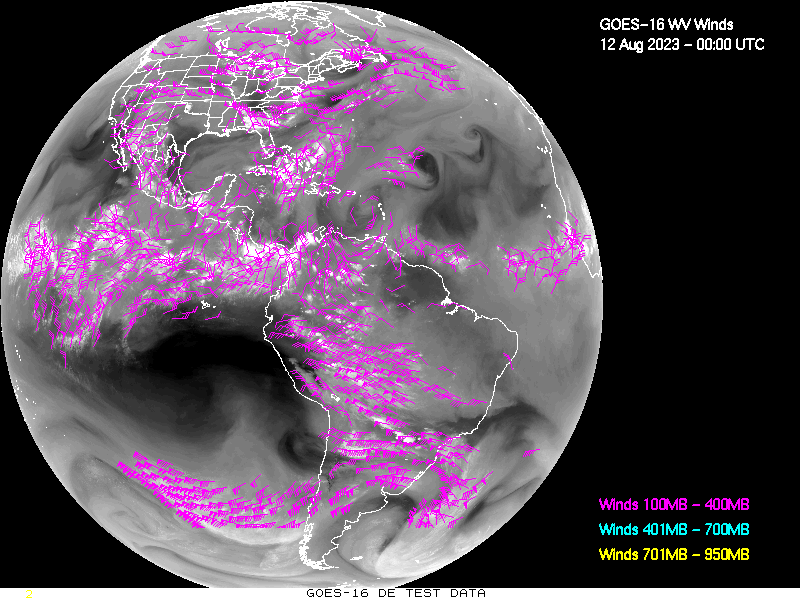 GOES-16 WV Winds
12 Aug 2023 - 00:00 UTC
Winds 100MB - 400MB
Winds 401MB - 700MB
Winds 701MB - 950MB
2
GOES-16 DE TEST DATA